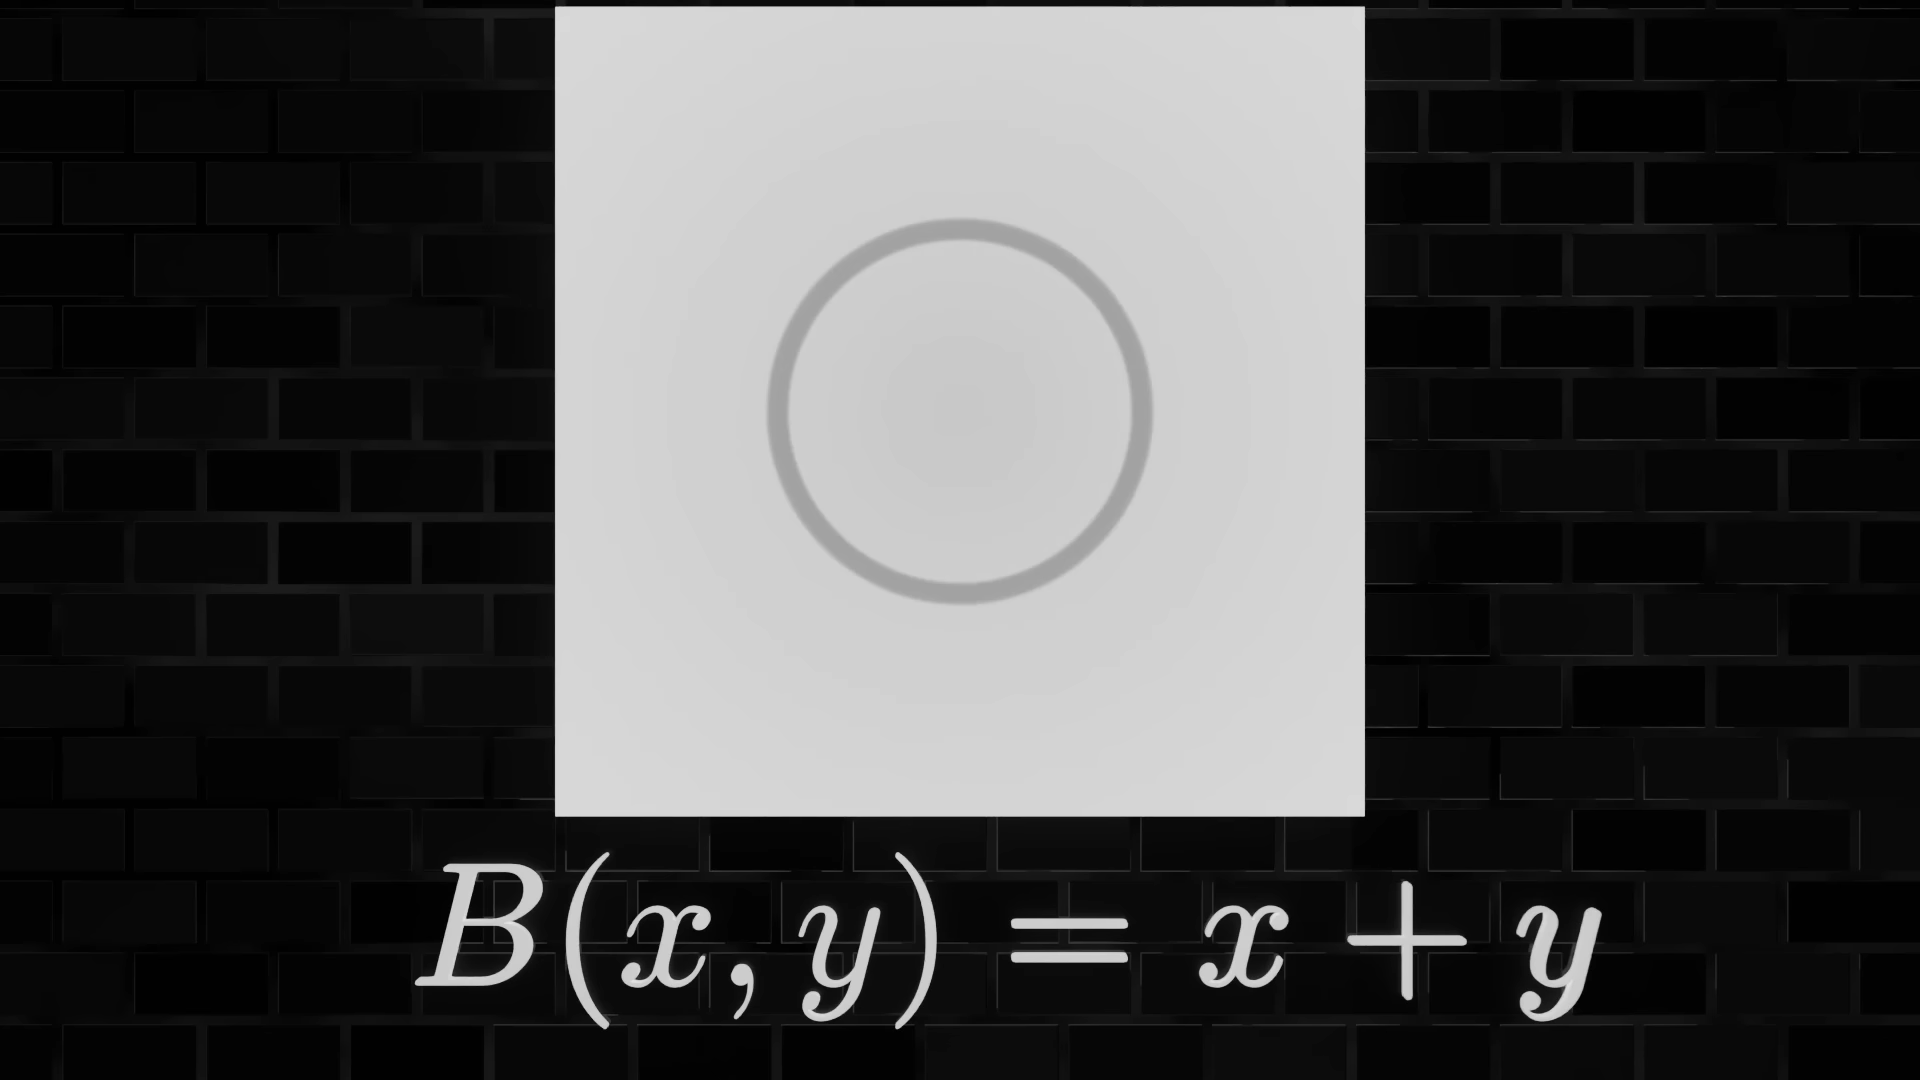 B(x, y) = x + y